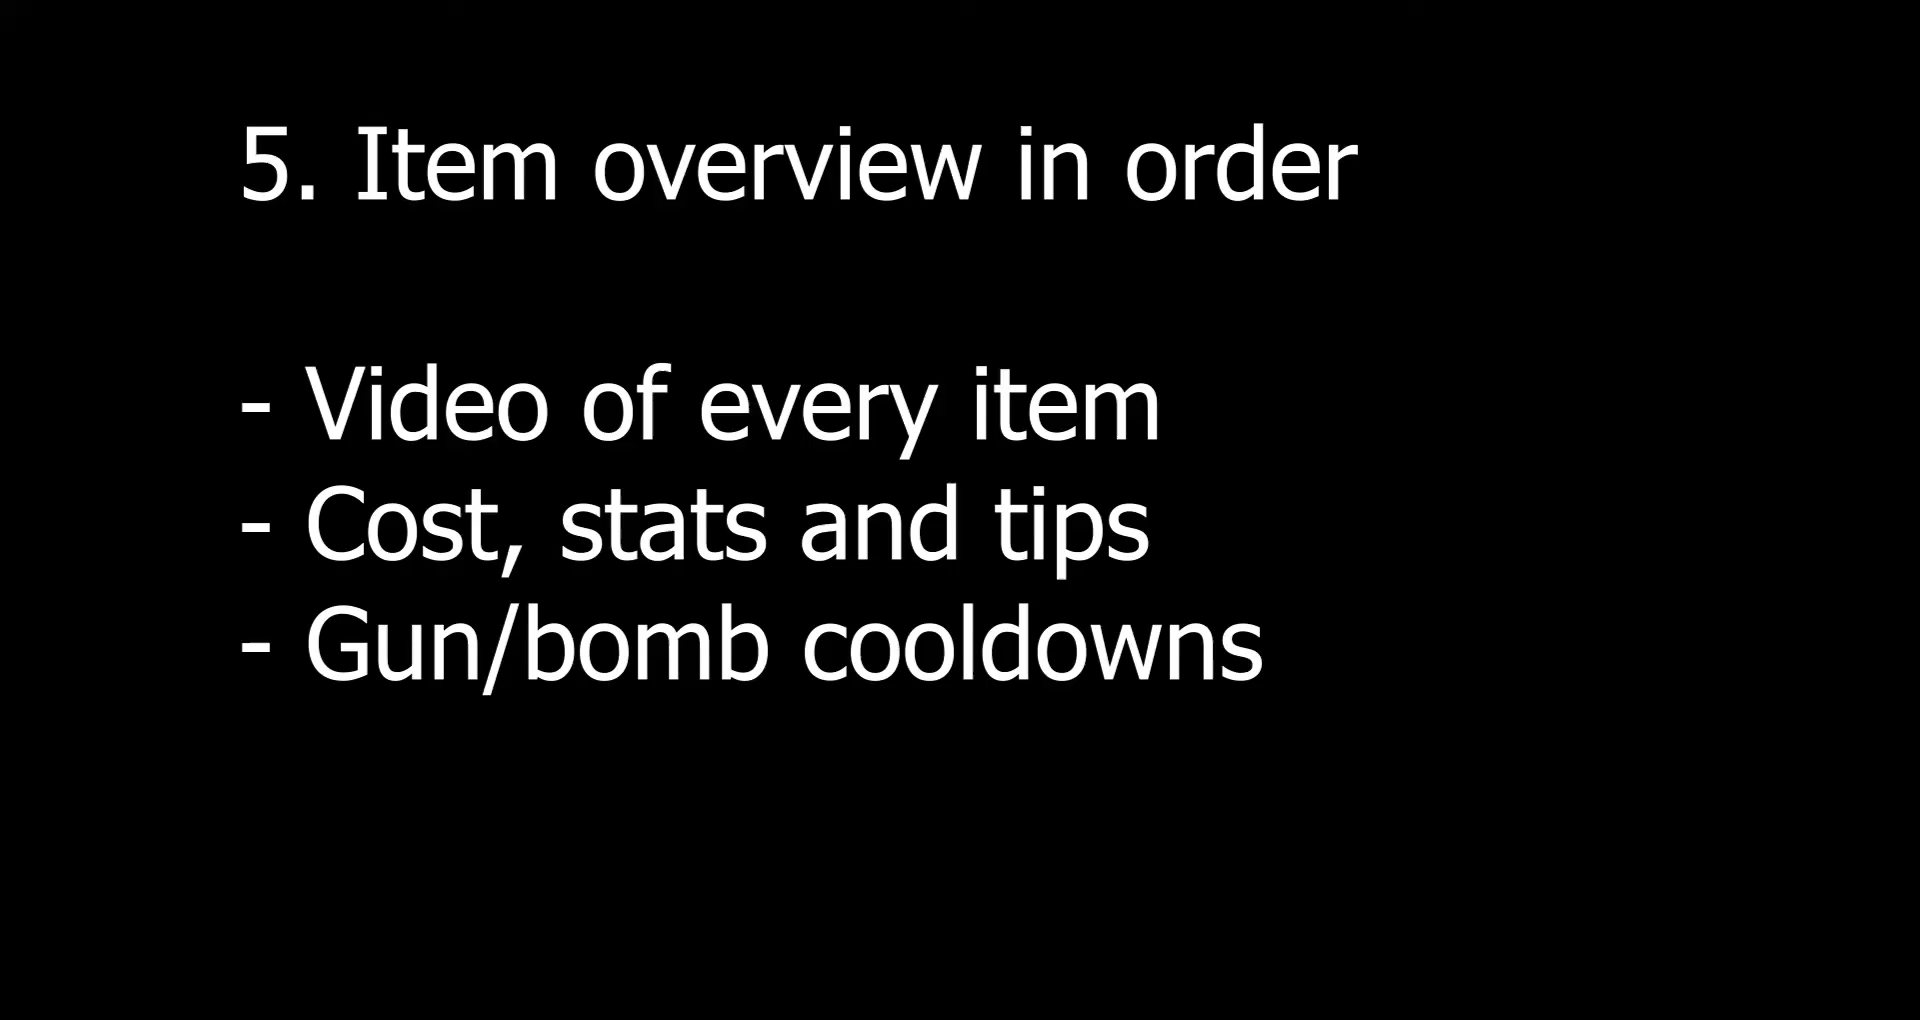 5. Item overview in order
- Video of every item
- Cost, stats and tips
- Gun/bomb cooldowns